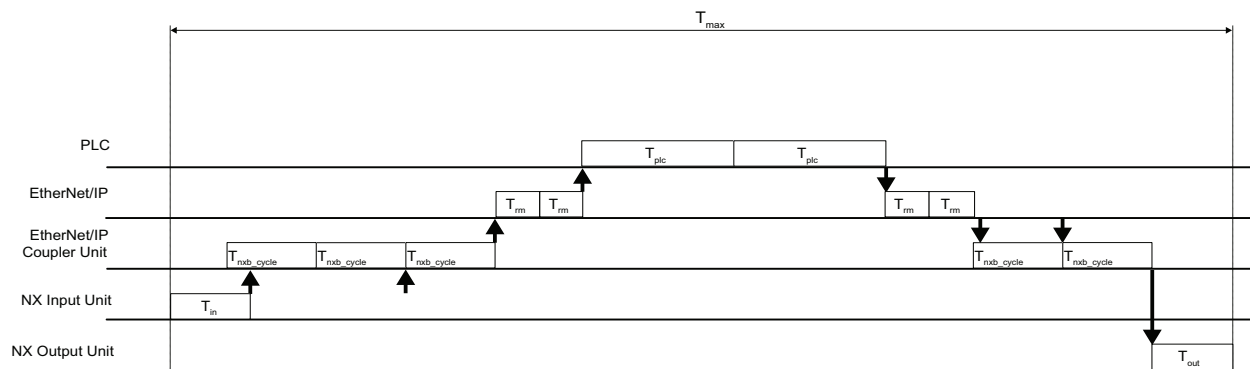 Tmax
PLC
Tplc Tplc
EtherNet/IP
Trm Trm Trm Trm
EtherNet/IP
Coupler Unit
Tnxb_cycle Tnxb_cycle Tnxb_cycle Tnxb_cycle Tnxb_cycle
NX Input Unit
Tin
NX Output Unit
Tout